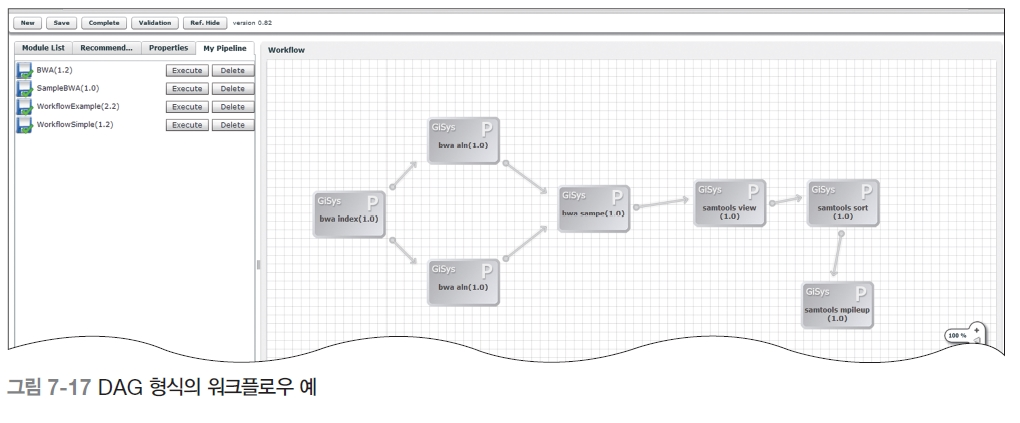 New Save Complete Validation Ref. Hide version 0.82
Module List Recommend... Properties My Pipeline
Workflow
BWA(1.2) Execute Delete
SampleBWA(1.0) Execute Delete
WorkflowExample(2.2) Execute Delete
WorkflowSimple(1.2) Execute Delete
GiSys P
bwa index(1.0)
GiSys P
bwa aln(1.0)
GiSys P
bwa aln(1.0)
GiSys P
bwa sampe(1.0)
GiSys P
samtools view
(1.0)
GiSys P
samtools sort
(1.0)
GiSys P
samtools mpileup
(1.0)
100 % +
그림 7-17 DAG 형식의 워크플로우 예